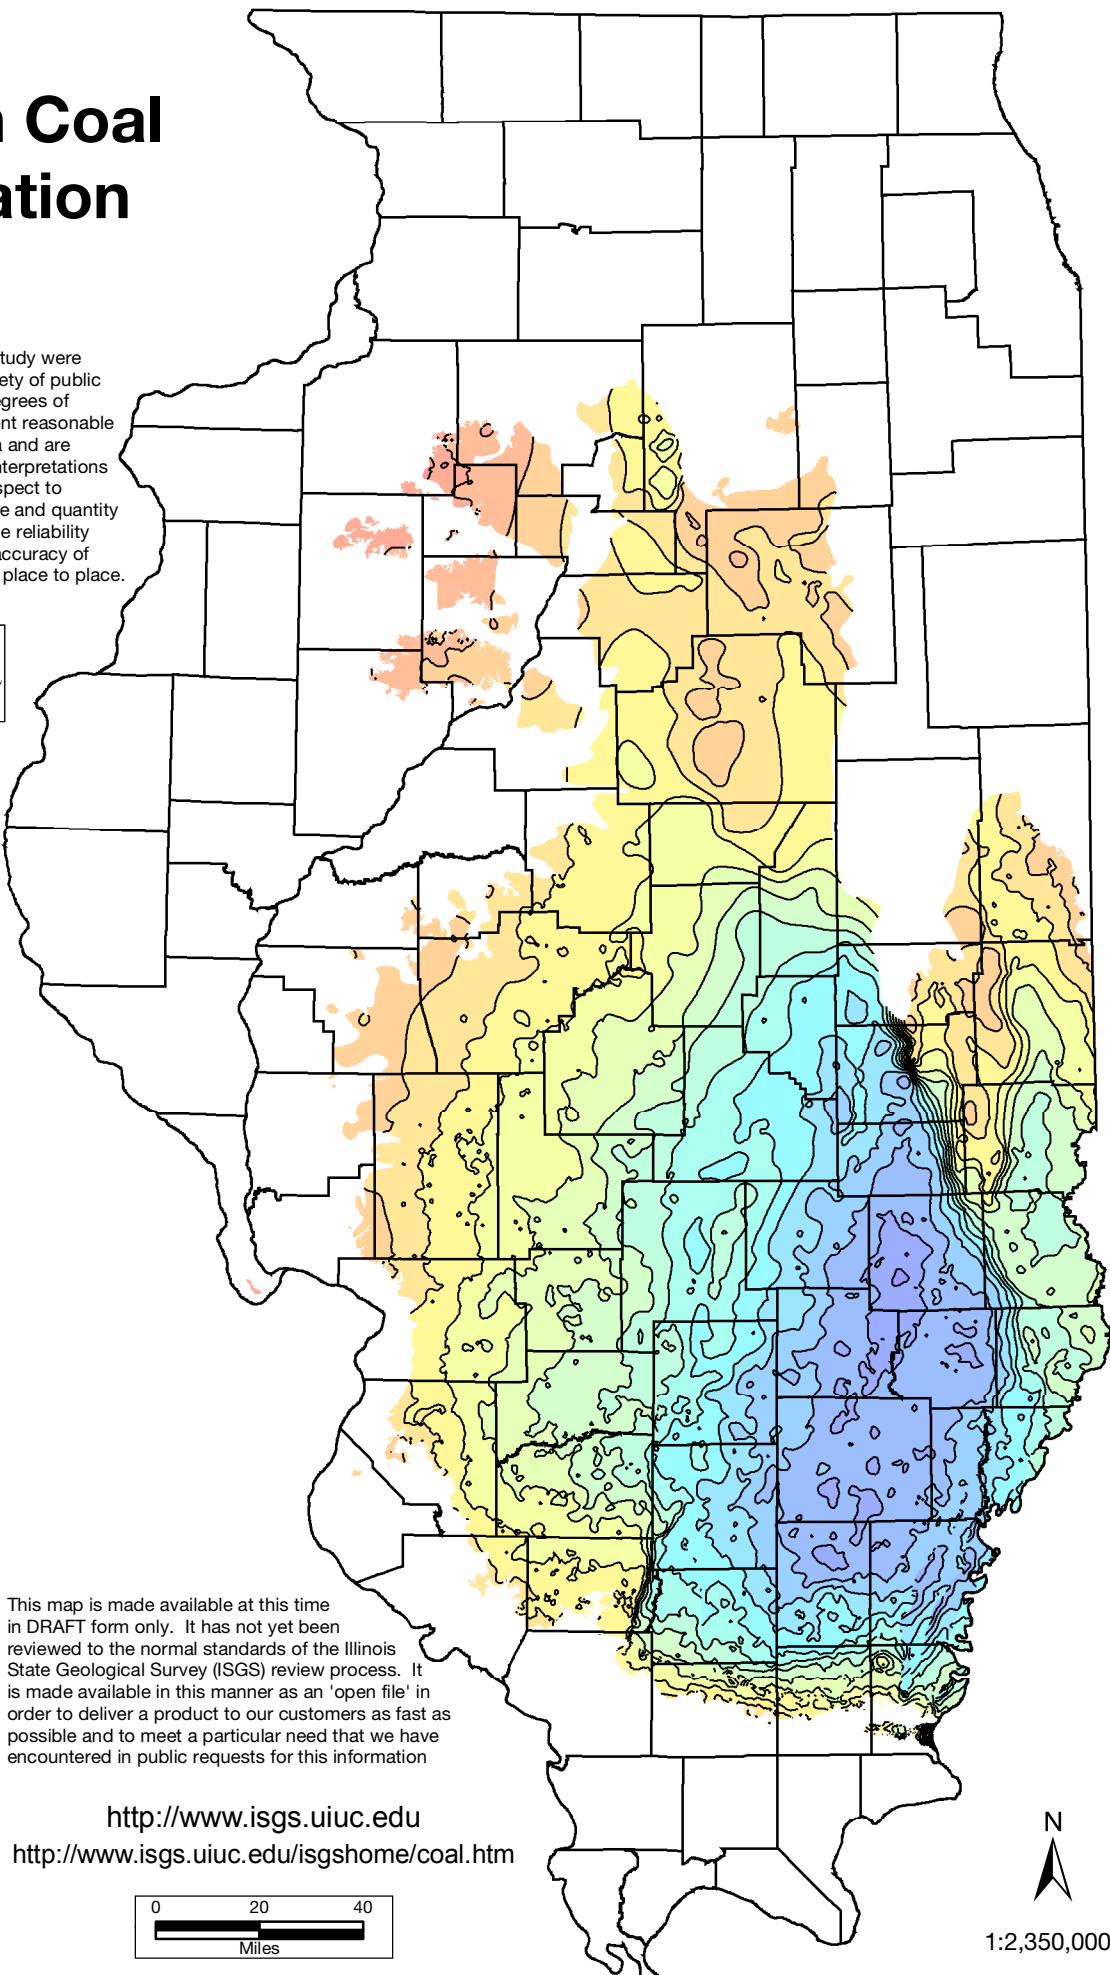 Coal
ation
tudy were
ety of public
egrees of
nt reasonable
a and are
nterpretations
spect to
e and quantity
e reliability
accuracy of
place to place.
This map is made available at this time
in DRAFT form only. It has not yet been
reviewed to the normal standards of the Illinois
State Geological Survey (ISGS) review process. It
is made available in this manner as an 'open file' in
order to deliver a product to our customers as fast as
possible and to meet a particular need that we have
encountered in public requests for this information
http://www.isgs.uiuc.edu
http://www.isgs.uiuc.edu/isgshome/coal.htm
0 20 40
Miles
N
1:2,350,000